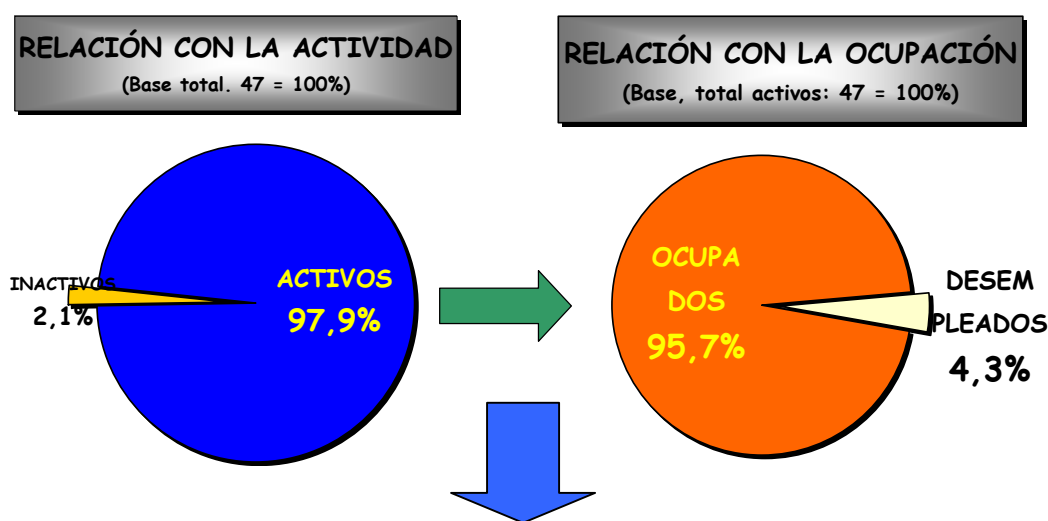 RELACIÓN CON LA ACTIVIDAD
(Base total. 47 = 100%)
RELACIÓN CON LA OCUPACIÓN
(Base, total activos: 47 = 100%)
INACTIVOS
2,1%
ACTIVOS
97,9%
OCUPA
DOS
95,7%
DESEM
PLEADOS
4,3%